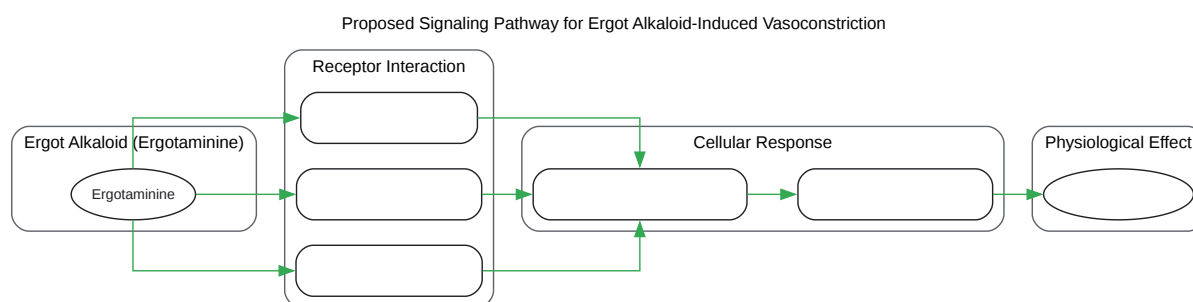 Proposed Signaling Pathway for Ergot Alkaloid-Induced Vasoconstriction
Receptor Interaction
Ergot Alkaloid (Ergotaminine)
Cellular Response
Physiological Effect
Ergotaminine